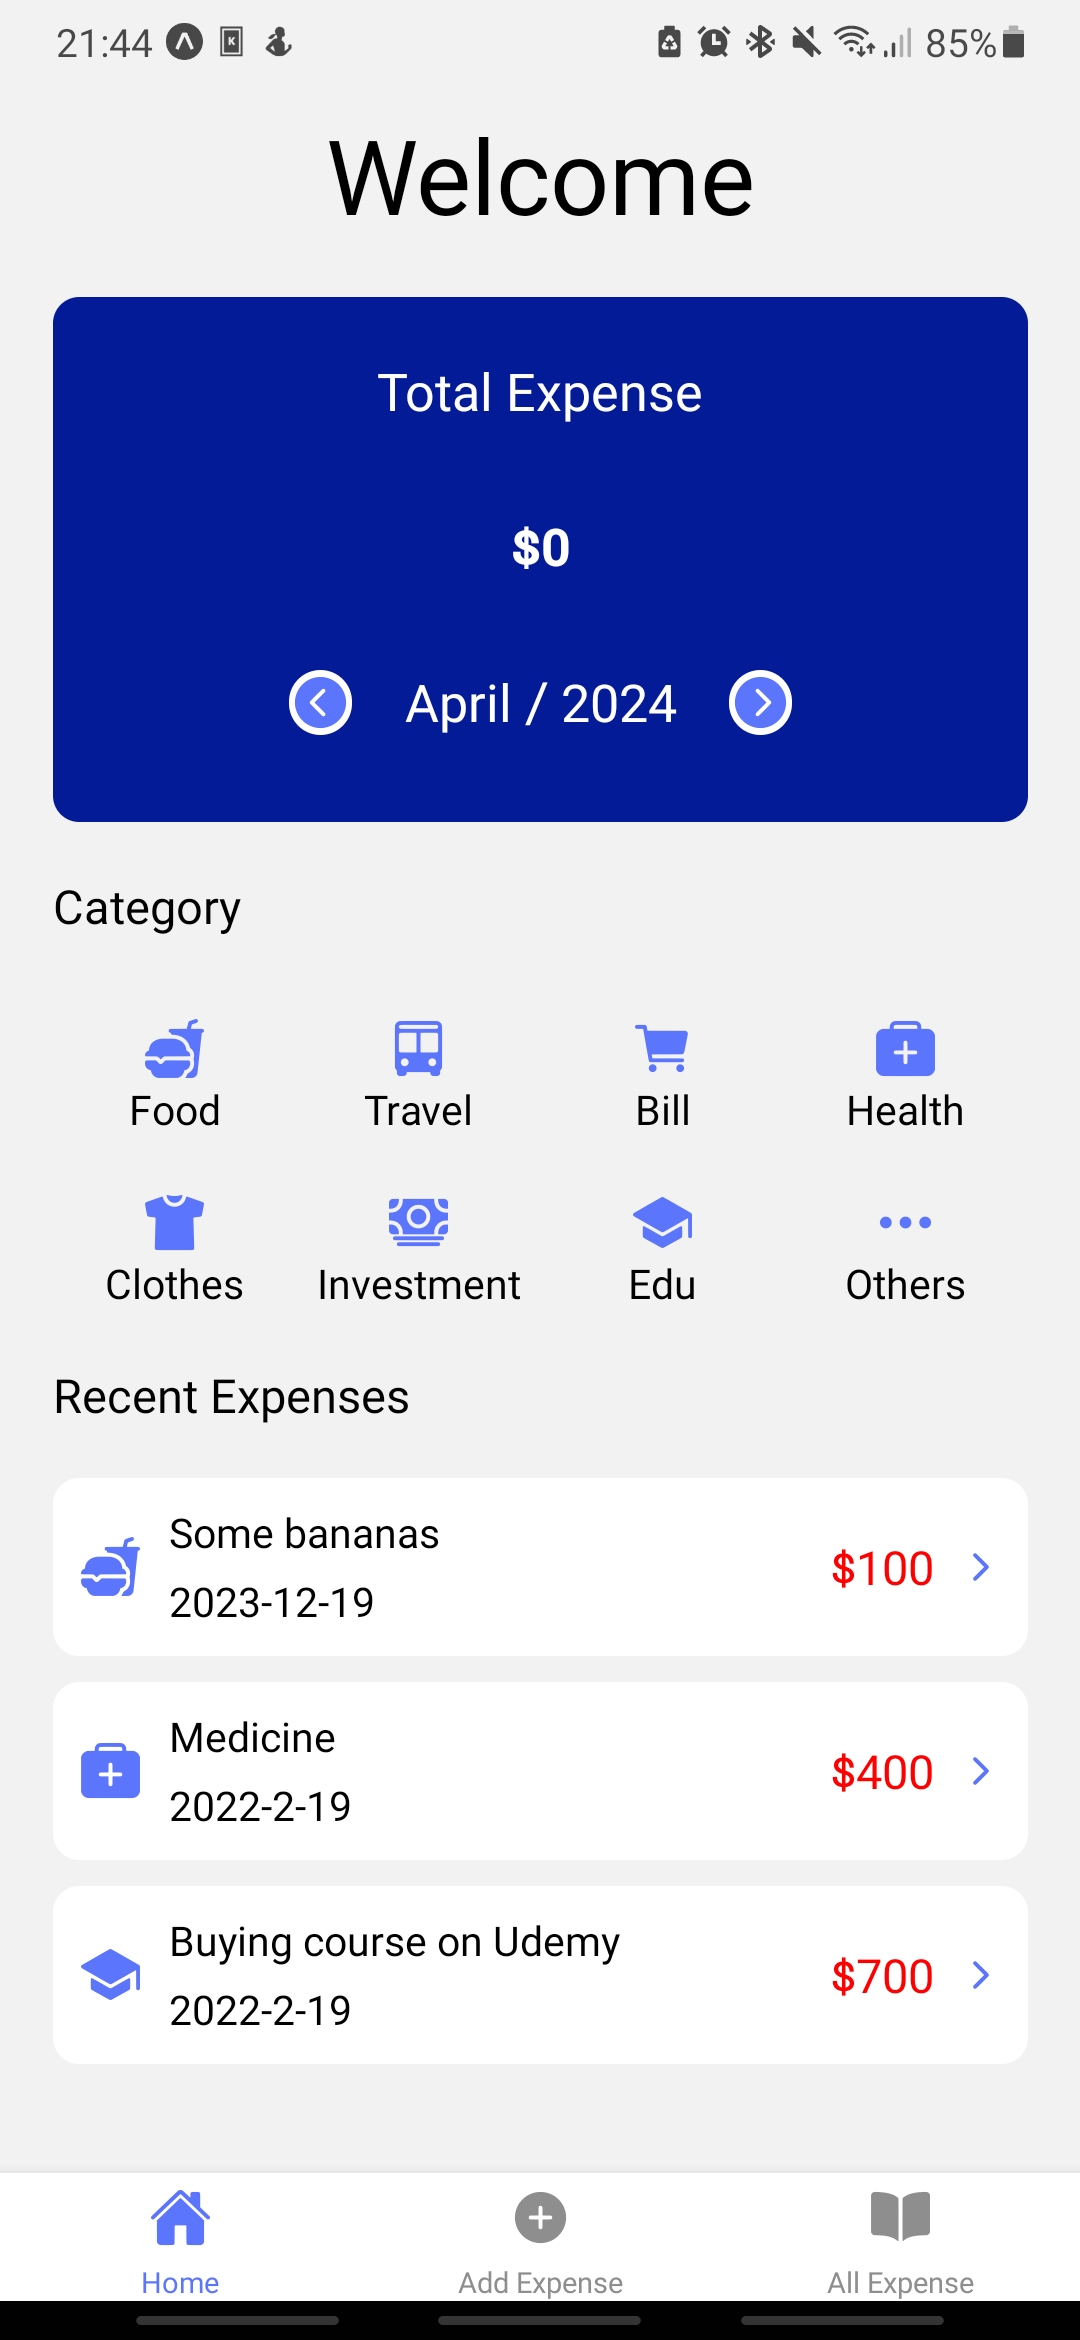 21:44
85%
Welcome
Total Expense
$0
April / 2024
Category
Food Travel Bill Health
Clothes Investment Edu Others
Recent Expenses
Some bananas
2023-12-19
$100
Medicine
2022-2-19
$400
Buying course on Udemy
2022-2-19
$700
Home Add Expense All Expense